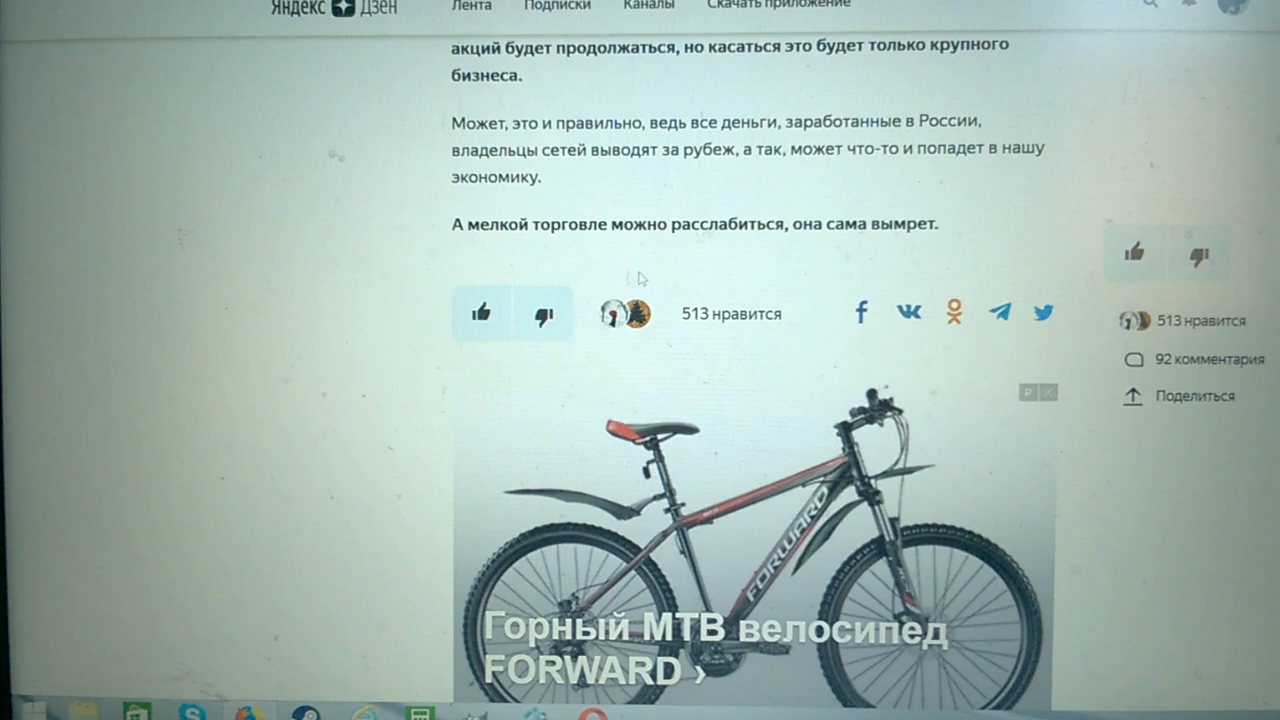 Яндекс Дзен
Лента Подписки Каналы Скачать приложение
акций будет продолжаться, но касаться это будет только крупного
бизнеса.
Может, это и правильно, ведь все деньги, заработанные в России,
владельцы сетей выводят за рубеж, а так, может что-то и попадет в нашу
экономику.
А мелкой торговле можно расслабиться, она сама вымрет.
513 нравится
513 нравится
92 комментария
Поделиться
FORWARD
Горный МТВ велосипед
FORWARD ›